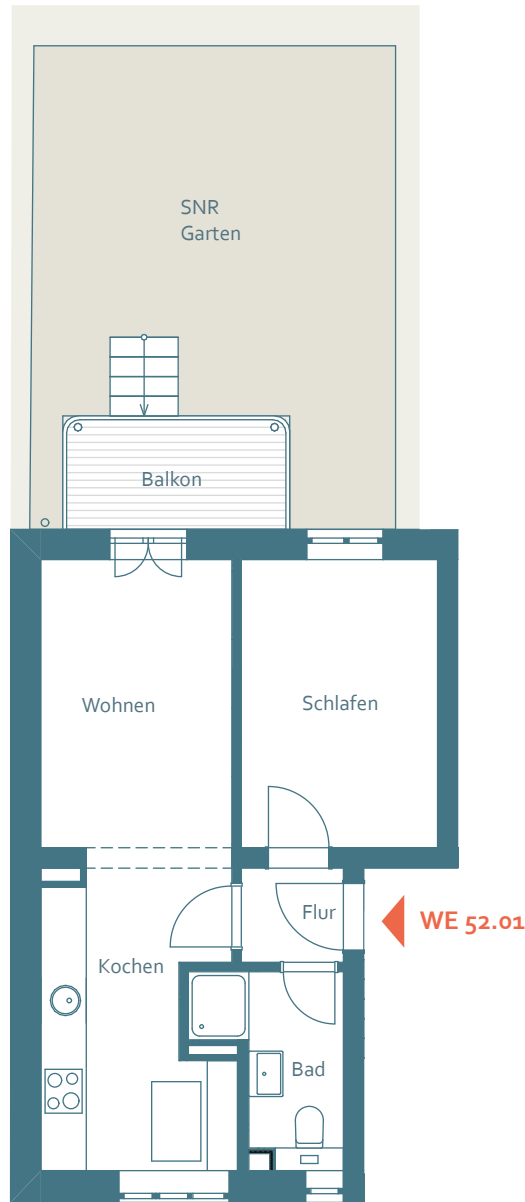 SNR
Garten
Balkon
Wohnen
Schlafen
Flur
WE 52.01
Kochen
Bad